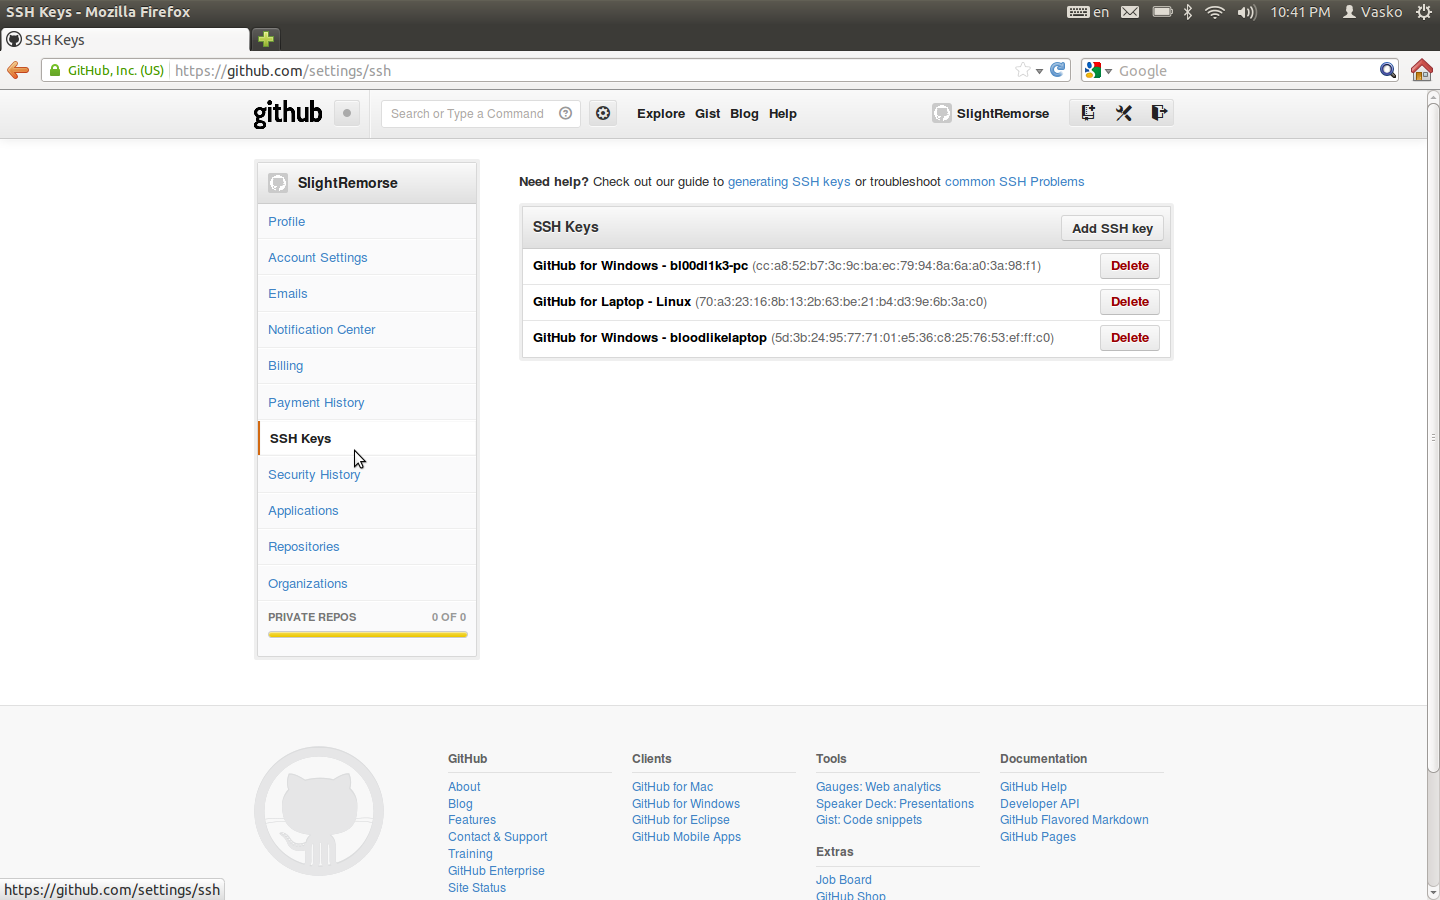 SSH Keys - Mozilla Firefox
en
10:41 PM
Vasko
SSH Keys
GitHub, Inc. (US)
https://github.com/settings/ssh
Google
github
Search or Type a Command
Explore Gist Blog Help
SlightRemorse
SlightRemorse
Profile
Account Settings
Emails
Notification Center
Billing
Payment History
SSH Keys
Security History
Applications
Repositories
Organizations
PRIVATE REPOS 0 OF 0
Need help? Check out our guide to generating SSH keys or troubleshoot common SSH Problems
SSH Keys
Add SSH key
GitHub for Windows - bl00dl1k3-pc (cc:a8:52:b7:3c:9c:ba:ec:79:94:8a:6a:a0:3a:98:f1)
Delete
GitHub for Laptop - Linux (70:a3:23:16:8b:13:2b:63:be:21:b4:d3:9e:6b:3a:c0)
Delete
GitHub for Windows - bloodlikelaptop (5d:3b:24:95:77:71:01:e5:36:c8:25:76:53:ef:ff:c0)
Delete
GitHub
About
Blog
Features
Contact & Support
Training
GitHub Enterprise
Site Status
Clients
GitHub for Mac
GitHub for Windows
GitHub for Eclipse
GitHub Mobile Apps
Tools
Gauges: Web analytics
Speaker Deck: Presentations
Gist: Code snippets
Extras
Job Board
GitHub Shop
Documentation
GitHub Help
Developer API
GitHub Flavored Markdown
GitHub Pages
https://github.com/settings/ssh